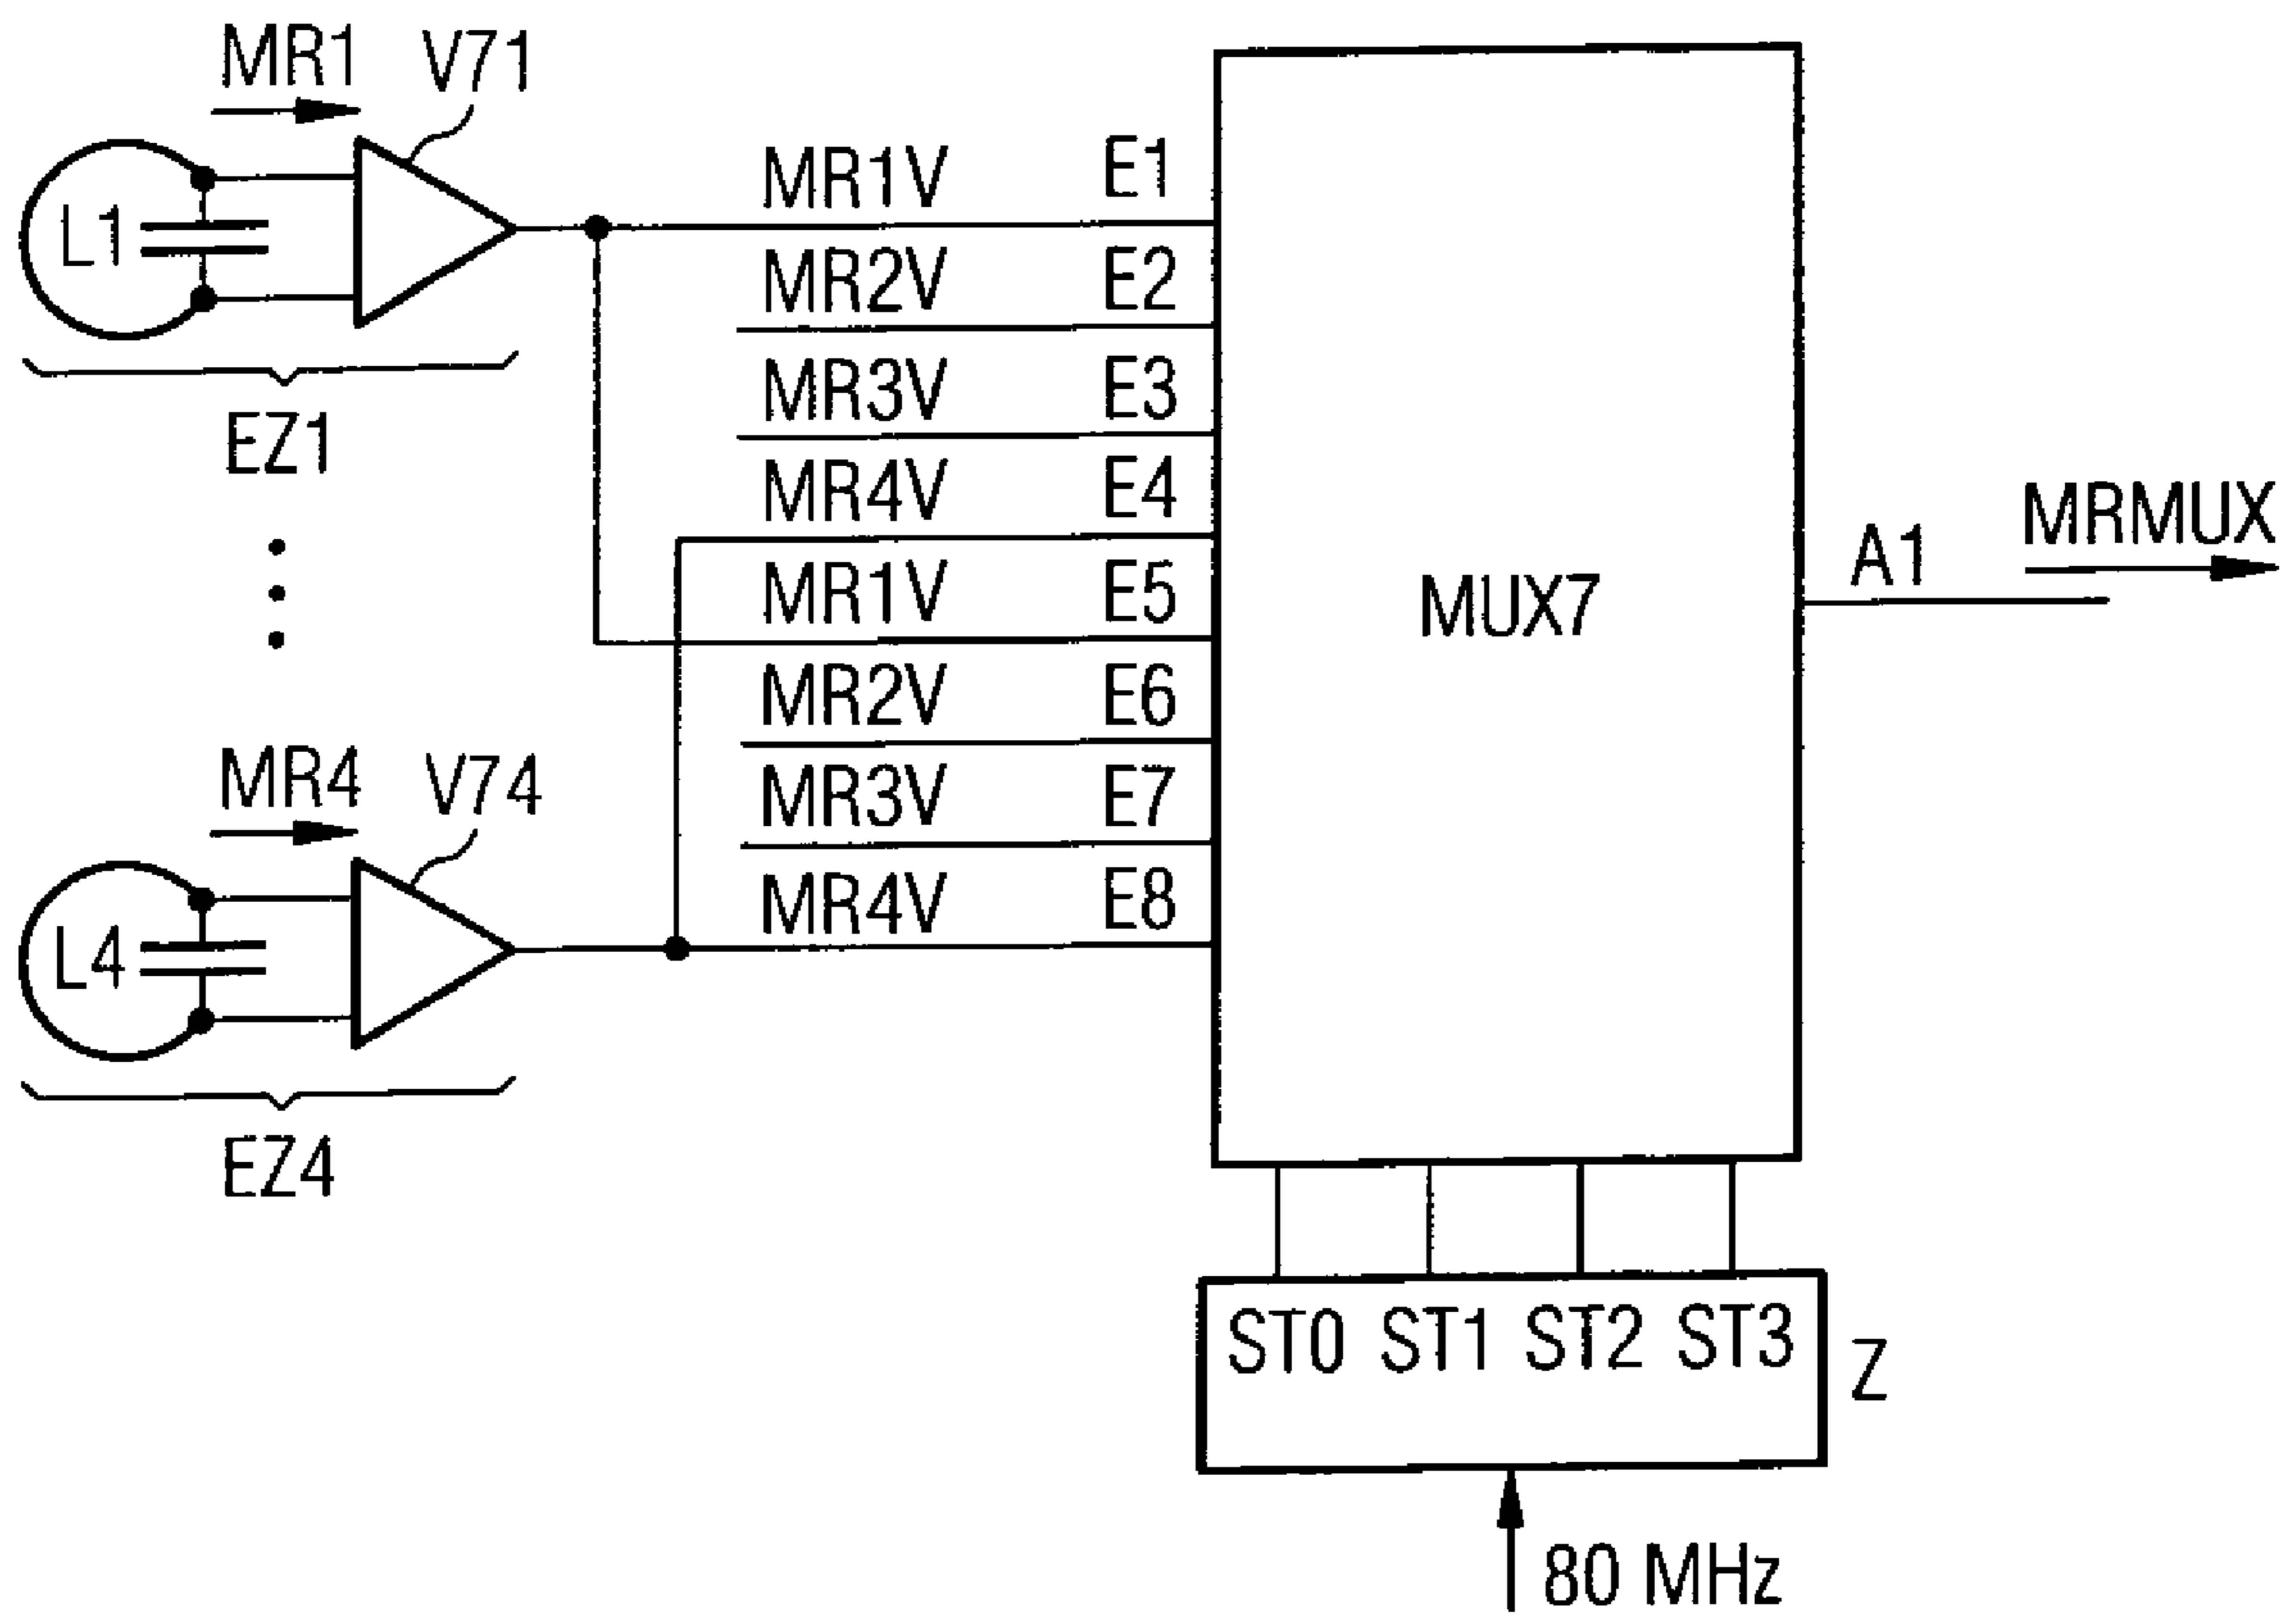 MR1 V71
L1
EZ1
MR4 V74
L4
EZ4
MR1V E1
MR2V E2
MR3V E3
MR4V E4
MR1V E5
MR2V E6
MR3V E7
MR4V E8
MUX7
A1 MRMUX
ST0 ST1 ST2 ST3
Z
80 MHz